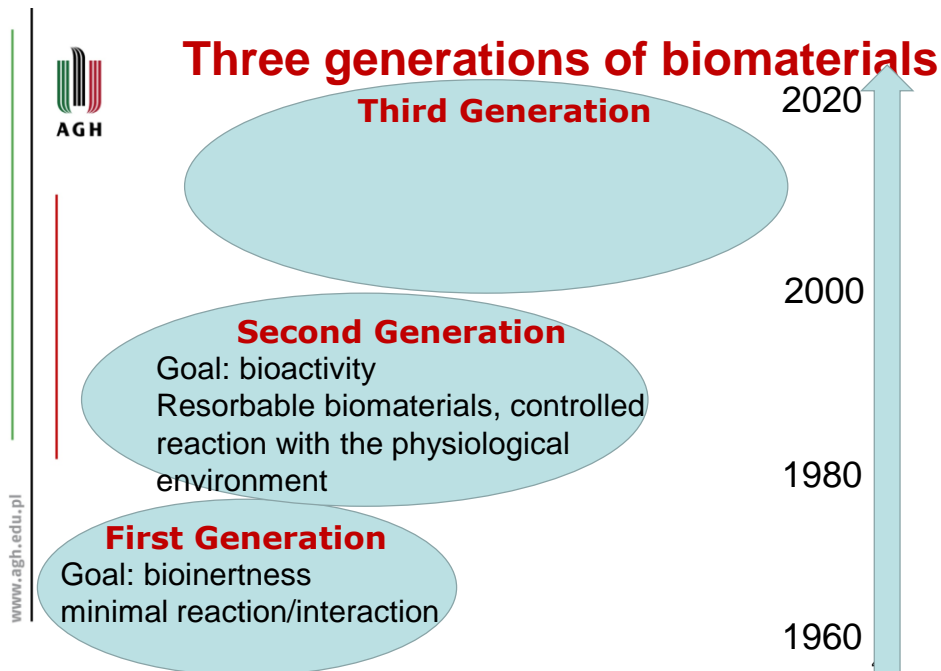 Three generations of biomaterials
AGH
Third Generation
2020
2000
Second Generation
Goal: bioactivity
Resorbable biomaterials, controlled
reaction with the physiological
environment
1980
First Generation
Goal: bioinertness
minimal reaction/interaction
1960
www.agh.edu.pl